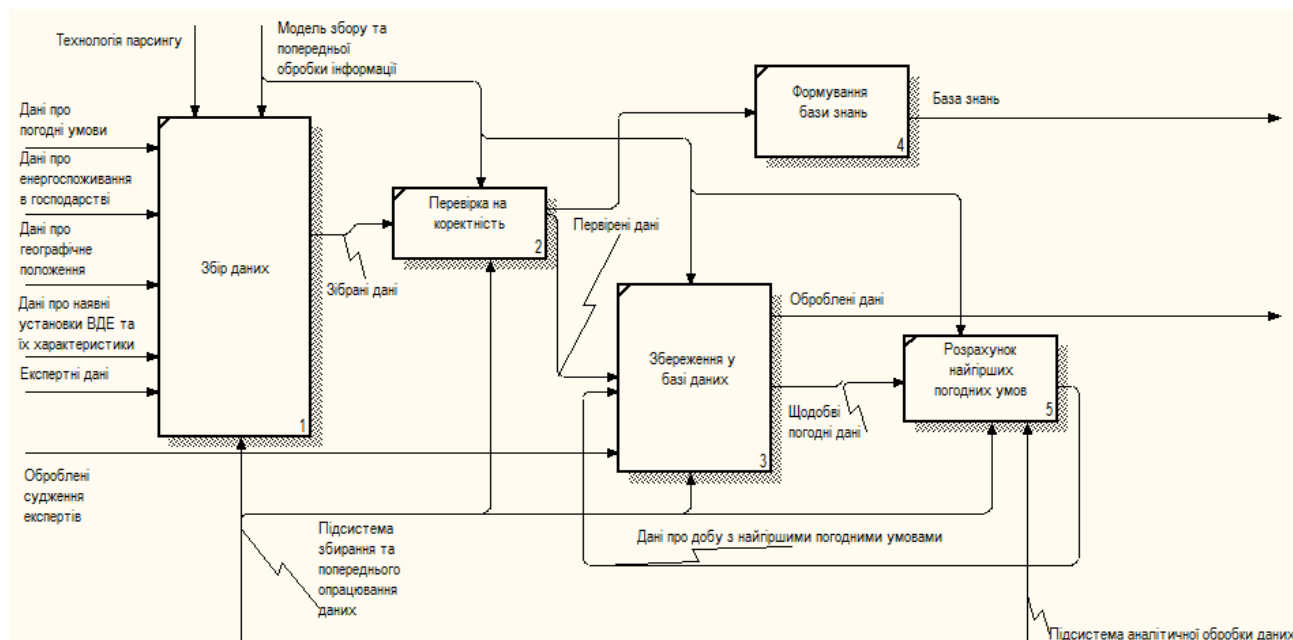 Технологія парсингу
Модель збору та
попередньої
обробки інформації
Дані про
погодні умови
Дані про
енергоспоживання
в господарстві
Дані про
географічне
положення
Дані про наявні
установки ВДЕ та
їх характеристики
Експертні дані
Оброблені
судження
експертів
Збір даних
1
Зібрані дані
Перевірка на
коректність
2
Первірені дані
Формування
бази знань
4
База знань
Збереження у
базі даних
3
Оброблені дані
Щодобві
погодні дані
Розрахунок
найгірших
погодних умов
5
Підсистема
збирання та
попереднього
опрацювання
даних
Дані про добу з найгіршими погодними умовами
Підсистема аналітичної обробки даних